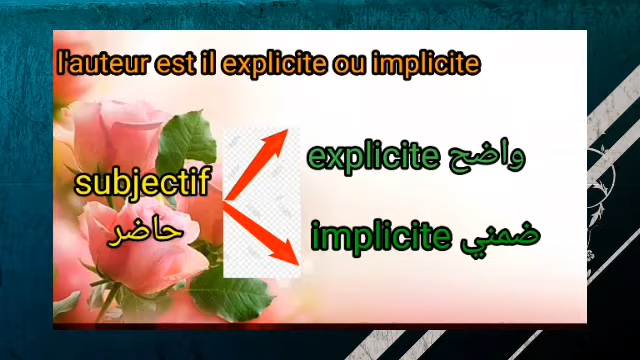 l'auteur est il explicite ou implicite
subjectif
حاضر
explicite واضح
implicite ضمني